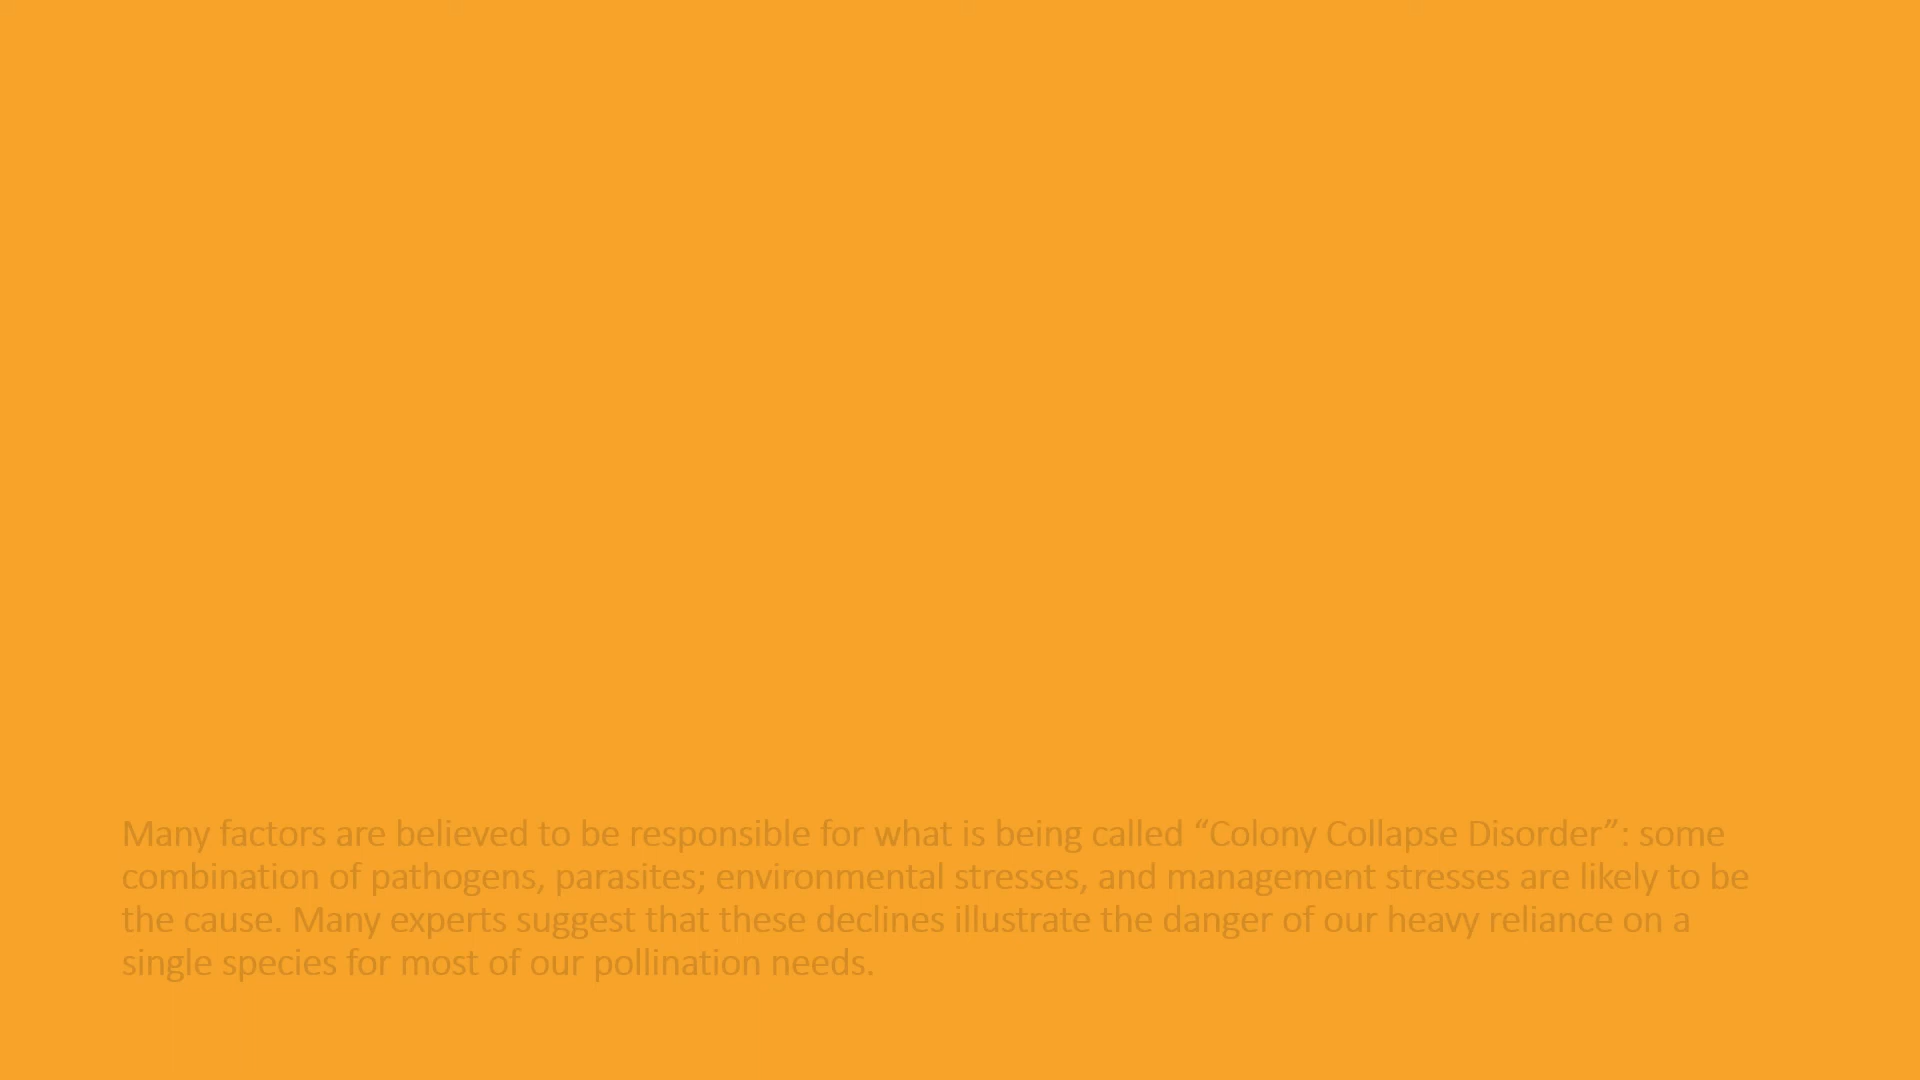 Many factors are believed to be responsible for what is being called “Colony Collapse Disorder”: some
combination of pathogens, parasites; environmental stresses, and management stresses are likely to be
the cause. Many experts suggest that these declines illustrate the danger of our heavy reliance on a
single species for most of our pollination needs.